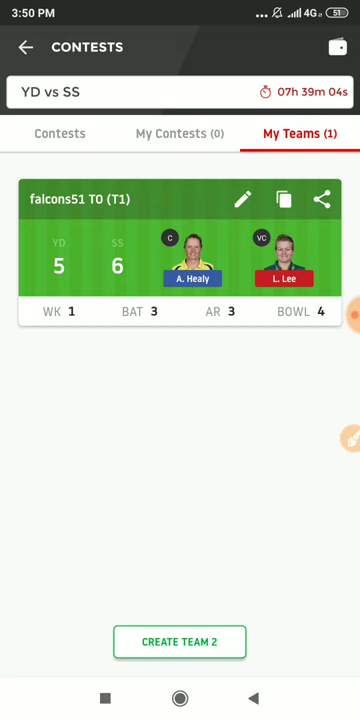 3:50 PM ... 4G 51
CONTESTS
YD vs SS 07h 39m 04s
Contests My Contests (0) My Teams (1)
falcons51 TO (T1)
YD SS C VC
5 6
A. Healy L. Lee
WK 1 BAT 3 AR 3 BOWL 4
CREATE TEAM 2